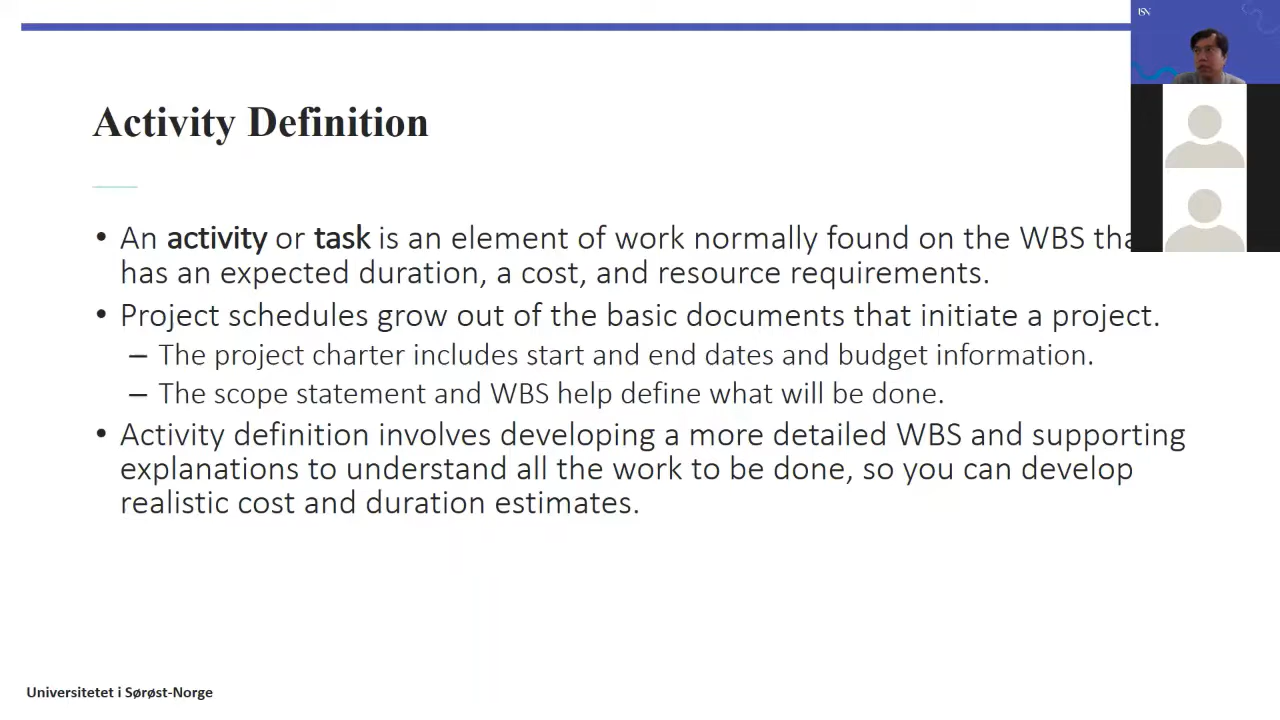 USN
Activity Definition
• An activity or task is an element of work normally found on the WBS tha
has an expected duration, a cost, and resource requirements.
• Project schedules grow out of the basic documents that initiate a project.
– The project charter includes start and end dates and budget information.
– The scope statement and WBS help define what will be done.
• Activity definition involves developing a more detailed WBS and supporting
explanations to understand all the work to be done, so you can develop
realistic cost and duration estimates.
Universitetet i Sørøst-Norge